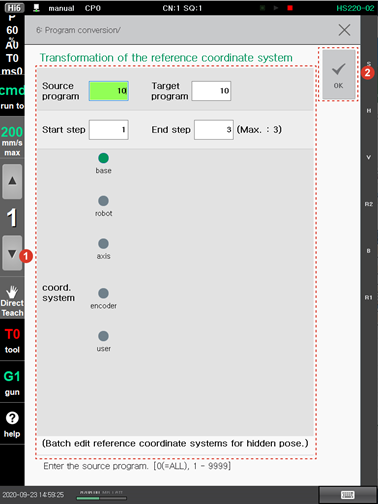 Hi6 manual CP0 CN:1 SQ:1 HS220-02
60
%
A0
T0
ms0
cmd
run to
200
mm/s
max
1
Direct
Teach
T0
tool
G1
gun
?
help
6: Program conversion/
Transformation of the reference coordinate system
Source
program
10
Target
program
10
Start step
1
End step
3
(Max. : 3)
base
robot
axis
coord.
system
encoder
user
(Batch edit reference coordinate systems for hidden pose.)
Enter the source program. [0(=ALL), 1 - 9999]
OK
1
2
S
H
V
R2
B
R1
2020-09-23 14:59:25